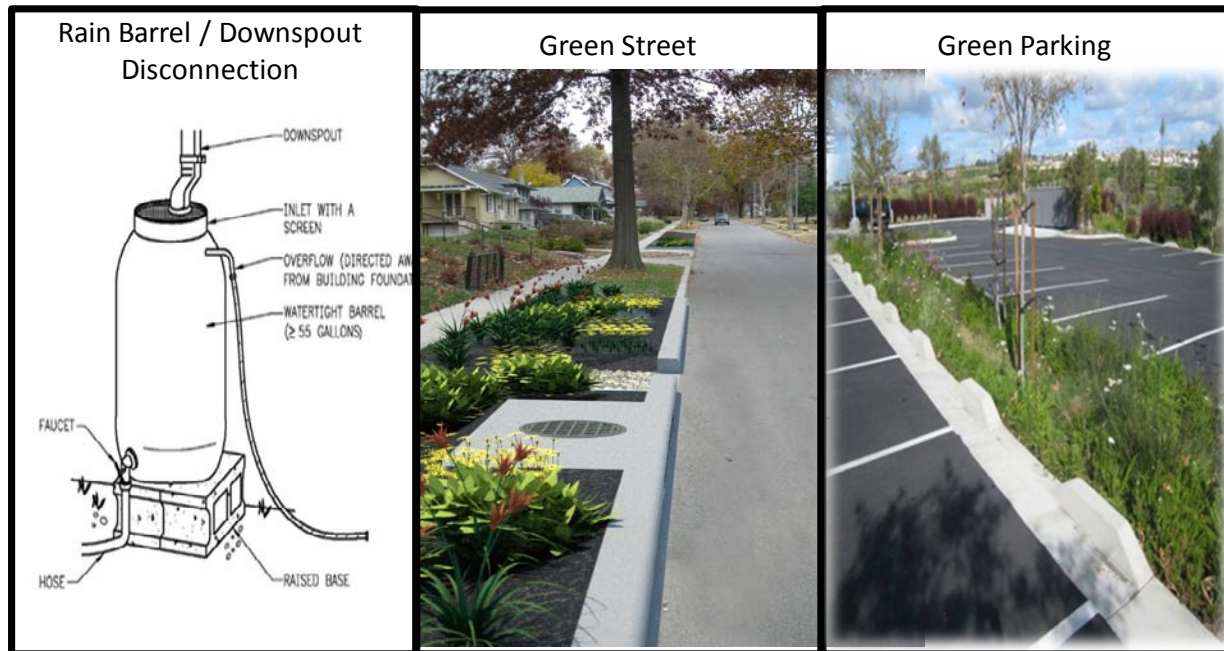 Rain Barrel / Downspout
Disconnection
DOWNSPOUT
INLET WITH A
SCREEN
OVERFLOW (DIRECTED AW
FROM BUILDING FOUNDAT
WATERTIGHT BARREL
(≥ 55 GALLONS)
FAUCET
HOSE
RAISED BASE
Green Street
Green Parking